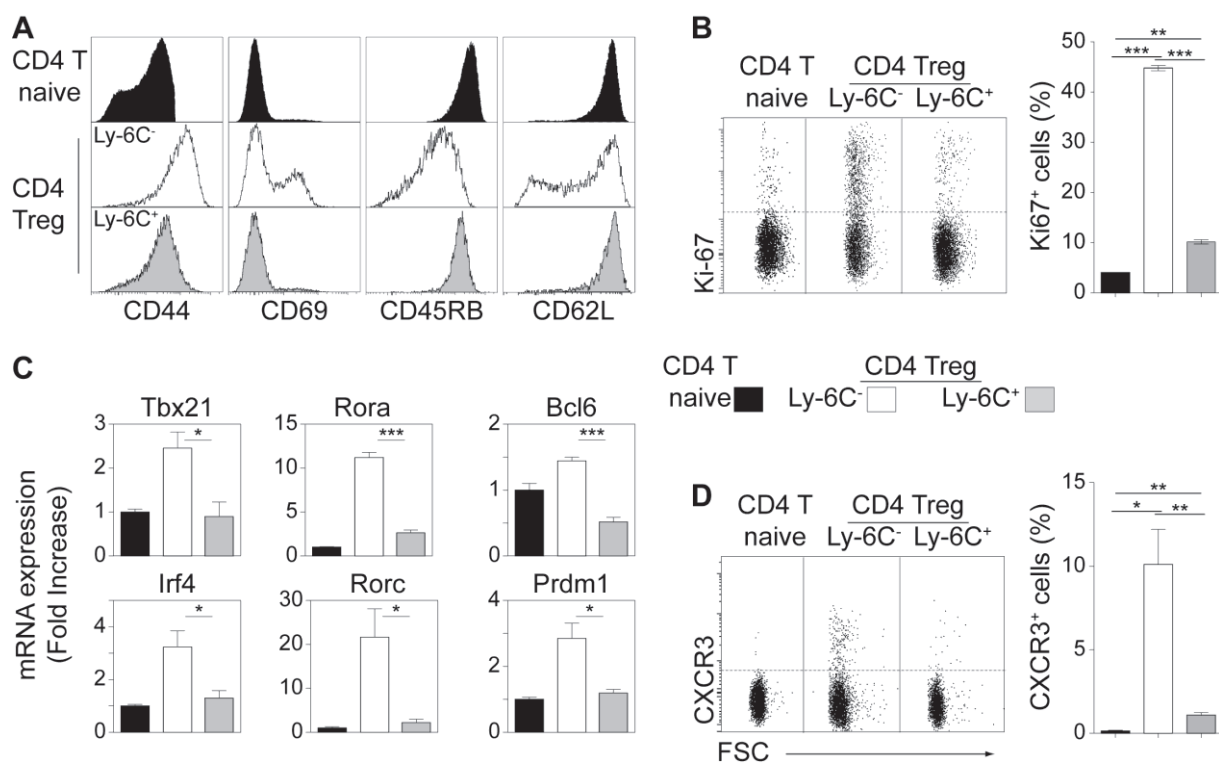 A
CD4 T
naive
CD4
Treg
Ly-6C⁻
Ly-6C⁺
CD44
CD69
CD45RB
CD62L
B
CD4 T
naive
CD4 Treg
Ly-6C⁻ Ly-6C⁺
Ki-67
Ki67⁺ cells (%)
50
40
30
20
10
0
**
*** ***
C
mRNA expression
(Fold Increase)
Tbx21
3
2
1
0
*
Rora
15
10
5
0
***
Bcl6
2
1
0
***
Irf4
4
2
0
*
Rorc
30
20
10
0
*
Prdm1
4
2
0
*
CD4 T
naive
CD4 Treg
Ly-6C⁻ Ly-6C⁺
D
CD4 T
naive
CD4 Treg
Ly-6C⁻ Ly-6C⁺
CXCR3
FSC
CXCR3⁺ cells (%)
15
10
5
0
**
* **